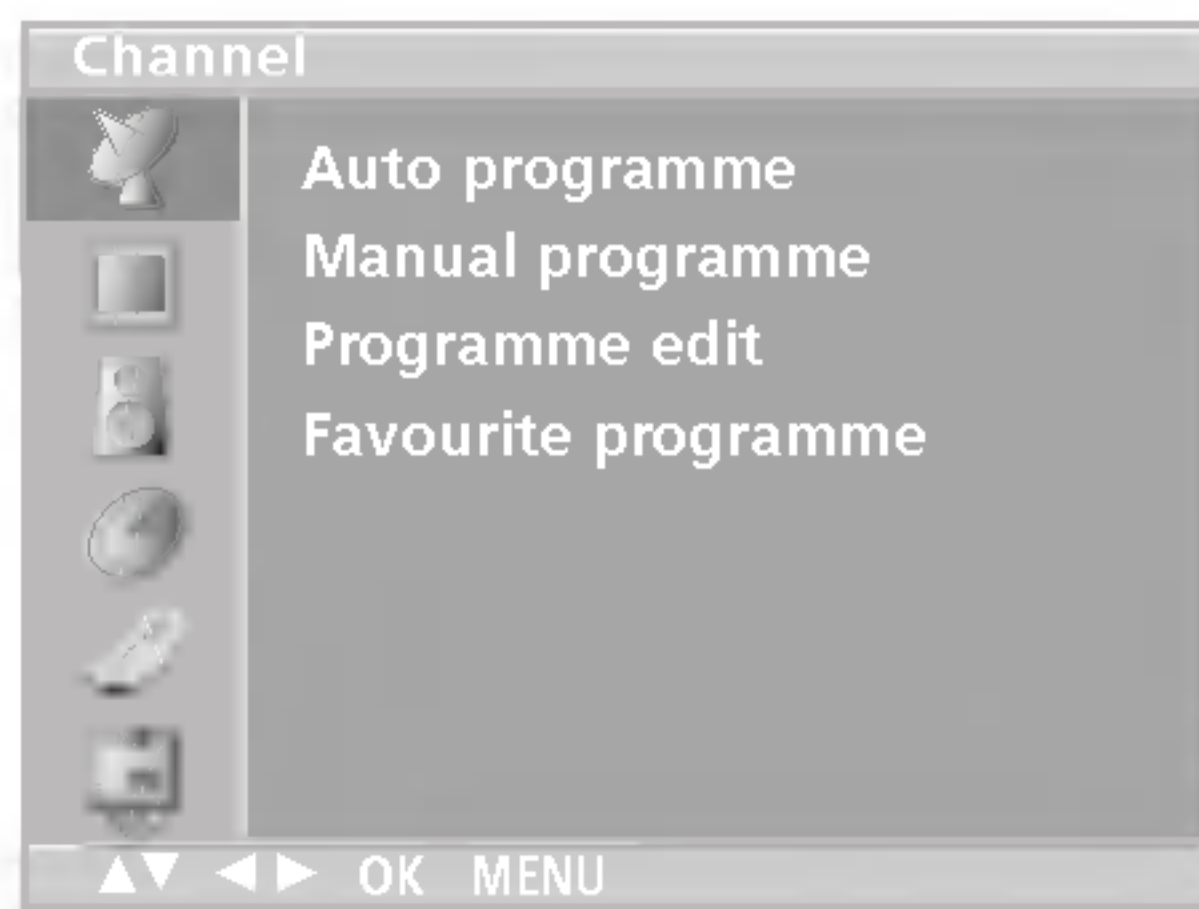 Channel
Auto programme
Manual programme
Programme edit
Favourite programme
▲▼ ◀ ▶ OK MENU